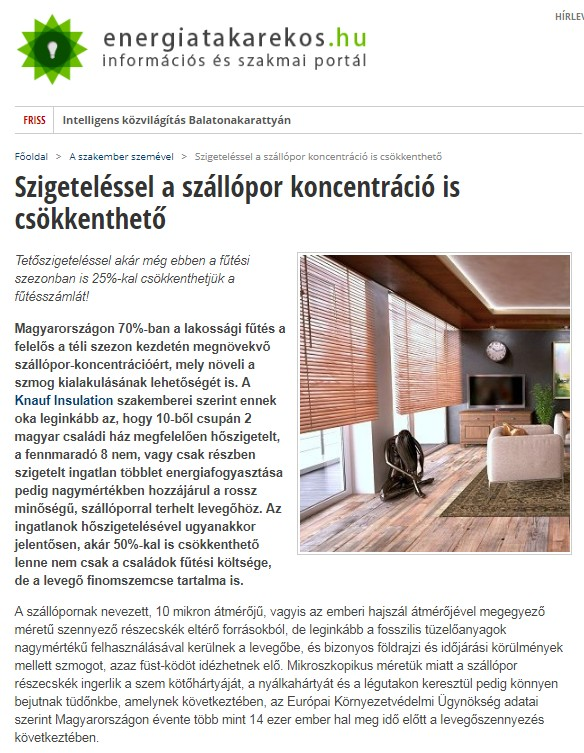 HÍRLEV
energiatakarekos.hu
információs és szakmai portál
FRISS Intelligens közvilágítás Balatonakarattyán
Főoldal > A szakember szemével > Szigeteléssel a szállópor koncentráció is csökkenthető
Szigeteléssel a szállópor koncentráció is
csökkenthető
Tetőszigeteléssel akár még ebben a fűtési
szezonban is 25%-kal csökkenthetjük a
fűtésszámlát!
Magyarországon 70%-ban a lakossági fűtés a
felelős a téli szezon kezdetén megnövekvő
szállópor-koncentrációért, mely növeli a
szmog kialakulásának lehetőségét is. A
Knauf Insulation szakemberei szerint ennek
oka leginkább az, hogy 10-ből csupán 2
magyar családi ház megfelelően hőszigetelt,
a fennmaradó 8 nem, vagy csak részben
szigetelt ingatlan többlet energiafogyasztása
pedig nagymértékben hozzájárul a rossz
minőségű, szállóporral terhelt levegőhöz. Az
ingatlanok hőszigetelésével ugyanakkor
jelentősen, akár 50%-kal is csökkenthető
lenne nem csak a családok fűtési költsége,
de a levegő finomszemcse tartalma is.
A szállópornak nevezett, 10 mikron átmérőjű, vagyis az emberi hajszál átmérőjével megegyező
méretű szennyező részecskék eltérő forrásokból, de leginkább a fosszilis tüzelőanyagok
nagymértékű felhasználásával kerülnek a levegőbe, és bizonyos földrajzi és időjárási körülmények
mellett szmogot, azaz füst-ködöt idézhetnek elő. Mikroszkopikus méretük miatt a szállópor
részecskék ingerlik a szem kötőhártyáját, a nyálkahártyát és a légutakon keresztül pedig könnyen
bejutnak tüdőnkbe, amelynek következtében, az Európai Környezetvédelmi Ügynökség adatai
szerint Magyarországon évente több mint 14 ezer ember hal meg idő előtt a levegőszennyezés
következtében.